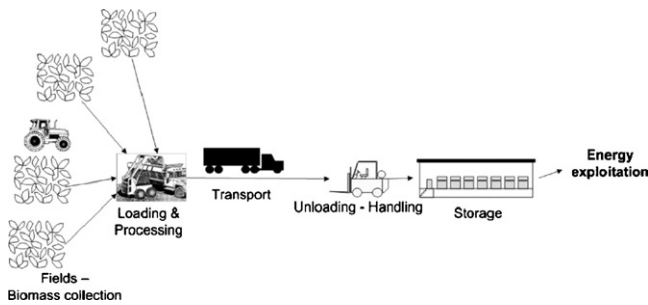 Energy
exploitation
Transport
Loading &
Processing
Unloading - Handling
Storage
Fields –
Biomass collection